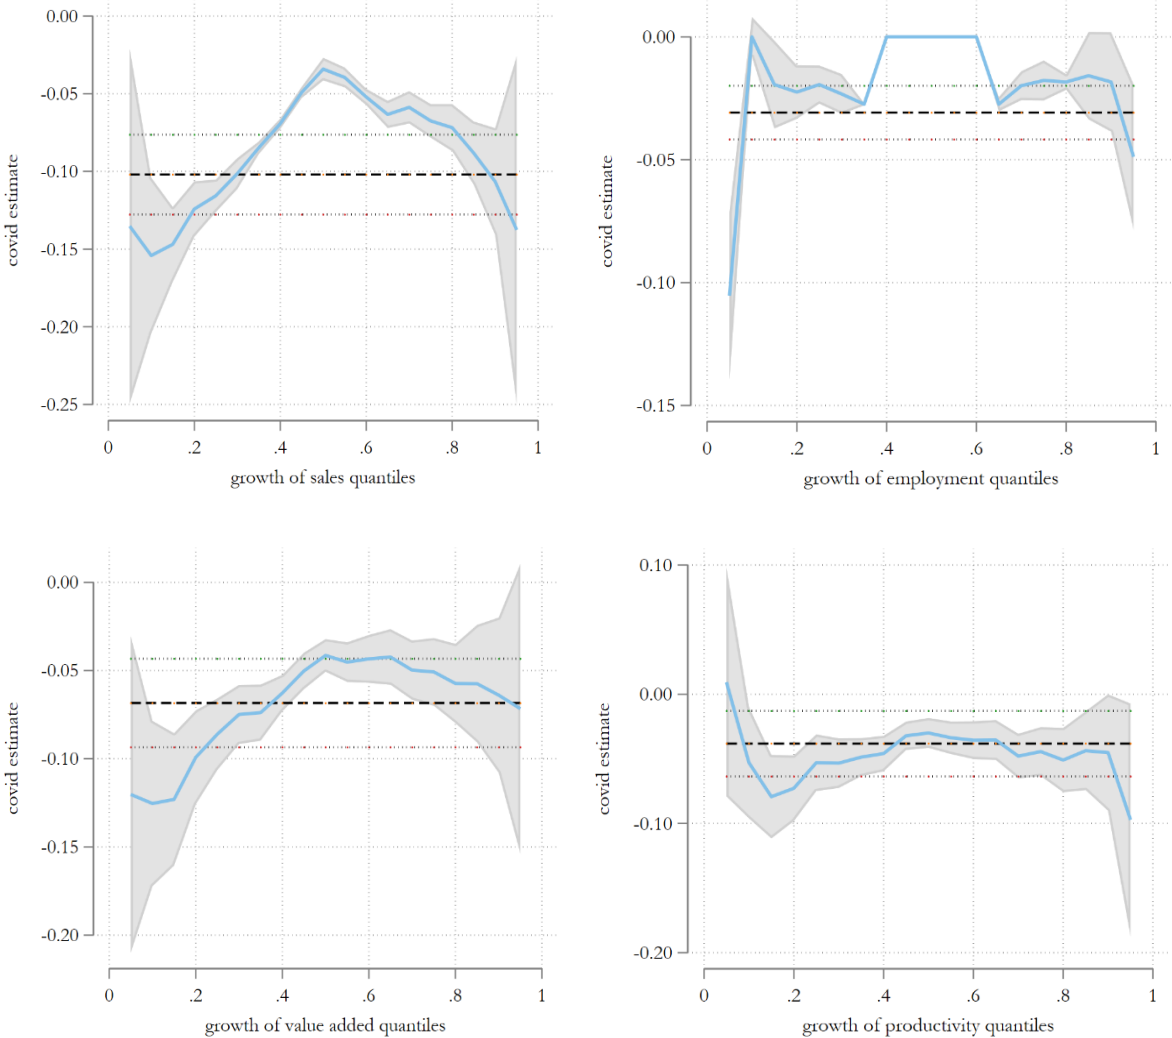 0.00
-0.05
-0.10
-0.15
-0.20
-0.25
covid estimate
0 .2 .4 .6 .8 1
growth of sales quantiles
0.00
-0.05
-0.10
-0.15
covid estimate
0 .2 .4 .6 .8 1
growth of employment quantiles
0.00
-0.05
-0.10
-0.15
-0.20
covid estimate
0 .2 .4 .6 .8 1
growth of value added quantiles
0.10
0.00
-0.10
-0.20
covid estimate
0 .2 .4 .6 .8 1
growth of productivity quantiles